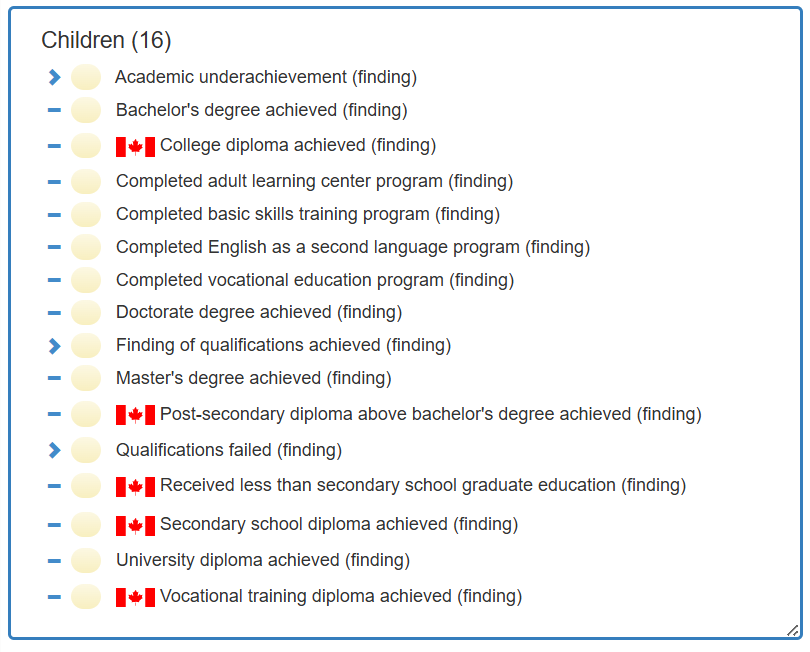 Children (16)
Academic underachievement (finding)
Bachelor's degree achieved (finding)
College diploma achieved (finding)
Completed adult learning center program (finding)
Completed basic skills training program (finding)
Completed English as a second language program (finding)
Completed vocational education program (finding)
Doctorate degree achieved (finding)
Finding of qualifications achieved (finding)
Master's degree achieved (finding)
Post-secondary diploma above bachelor's degree achieved (finding)
Qualifications failed (finding)
Received less than secondary school graduate education (finding)
Secondary school diploma achieved (finding)
University diploma achieved (finding)
Vocational training diploma achieved (finding)